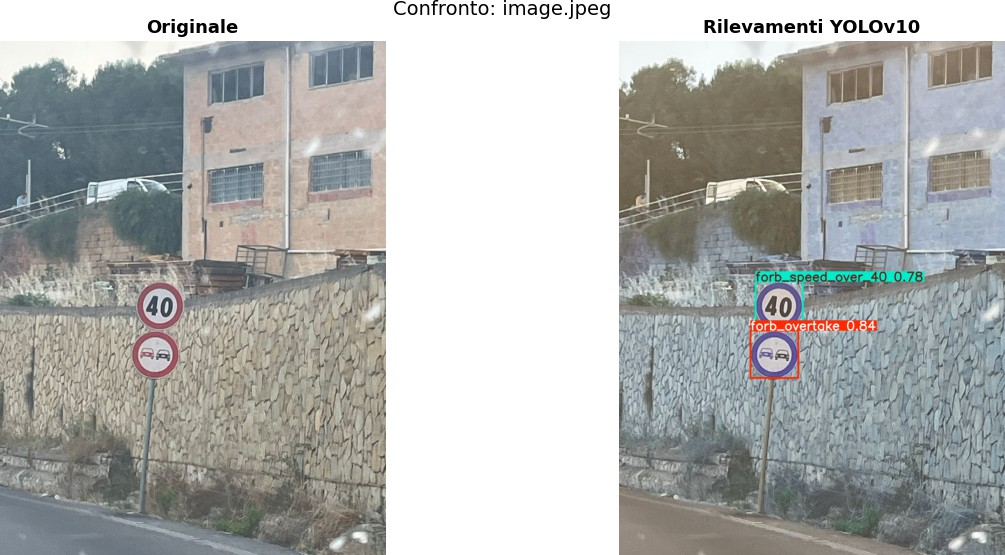 Confronto: image.jpeg
Originale
Rilevamenti YOLOv10
40
forb_speed_over_40 0.78
40
forb_overtake 0.84